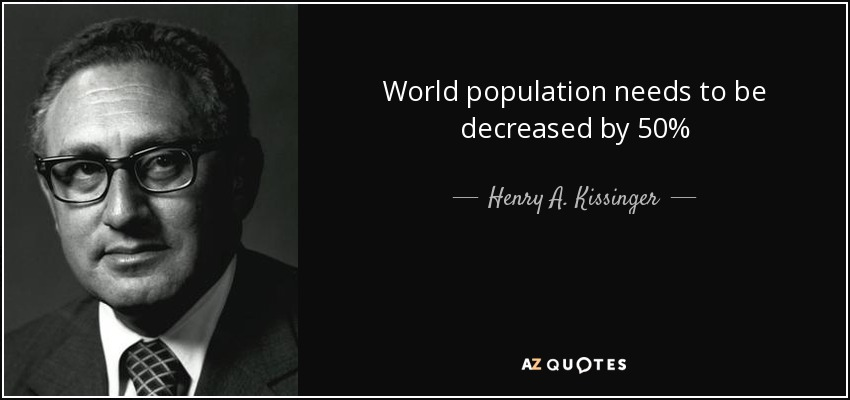 World population needs to be
decreased by 50%
Henry A. Kissinger
AZ QUOTES